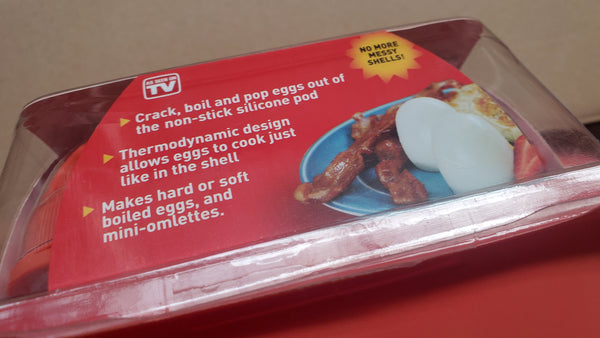 NO MORE
MESSY
SHELLS!
AS SEEN ON
TV
Crack, boil and pop eggs out of
the non-stick silicone pod
Thermodynamic design
allows eggs to cook just
like in the shell
Makes hard or soft
boiled eggs, and
mini-omlettes.